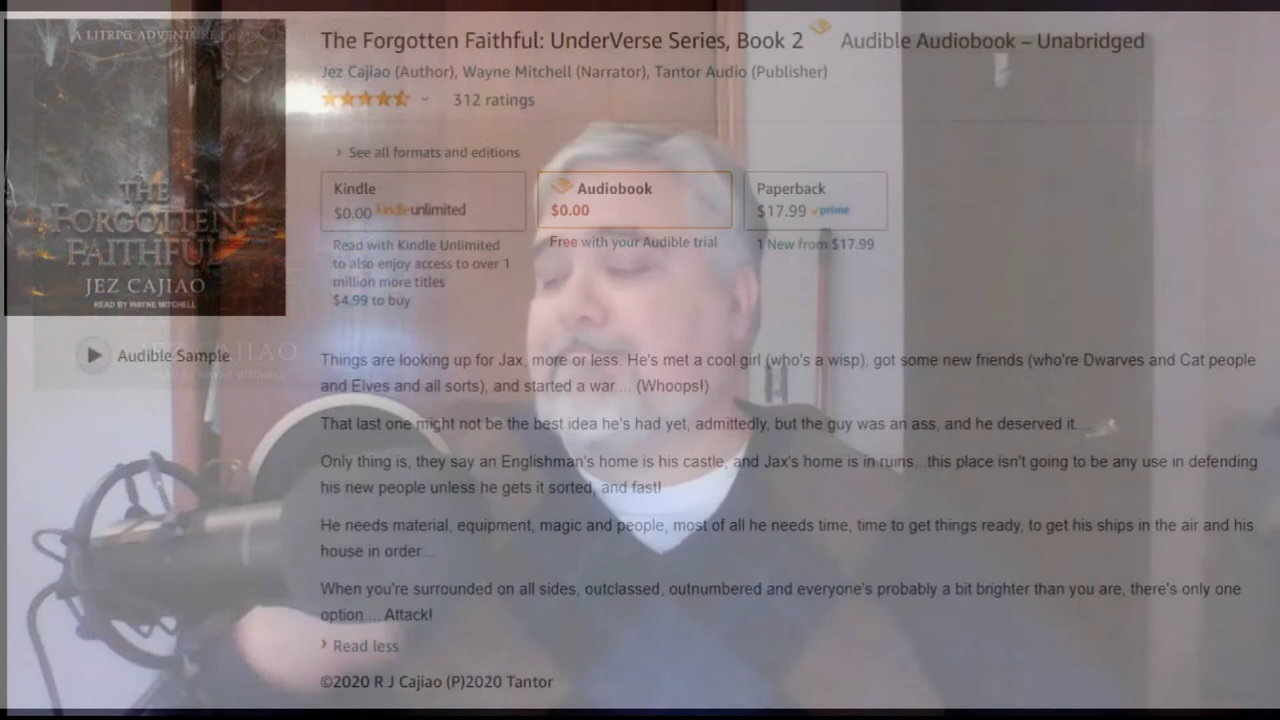 A LITRPG ADVENTURE
THE
FORGOTTEN
FAITHFUL
JEZ CAJIAO
READ BY WAYNE MITCHELL
Audible Sample
JEZ CAJIAO
READ BY WAYNE MITCHELL
The Forgotten Faithful: UnderVerse Series, Book 2 Audible Audiobook – Unabridged
Jez Cajiao (Author), Wayne Mitchell (Narrator), Tantor Audio (Publisher)
312 ratings
› See all formats and editions
Kindle
$0.00 kindleunlimited
Read with Kindle Unlimited
to also enjoy access to over 1
million more titles
$4.99 to buy
Audiobook
$0.00
Free with your Audible trial
Paperback
$17.99 prime
1 New from $17.99
Things are looking up for Jax, more or less. He's met a cool girl (who's a wisp), got some new friends (who're Dwarves and Cat people
and Elves and all sorts), and started a war.... (Whoops!)
That last one might not be the best idea he's had yet, admittedly, but the guy was an ass, and he deserved it....
Only thing is, they say an Englishman's home is his castle, and Jax's home is in ruins...this place isn't going to be any use in defending
his new people unless he gets it sorted, and fast!
He needs material, equipment, magic and people, most of all he needs time, time to get things ready, to get his ships in the air and his
house in order....
When you're surrounded on all sides, outclassed, outnumbered and everyone's probably a bit brighter than you are, there's only one
option.... Attack!
› Read less
©2020 R J Cajiao (P)2020 Tantor